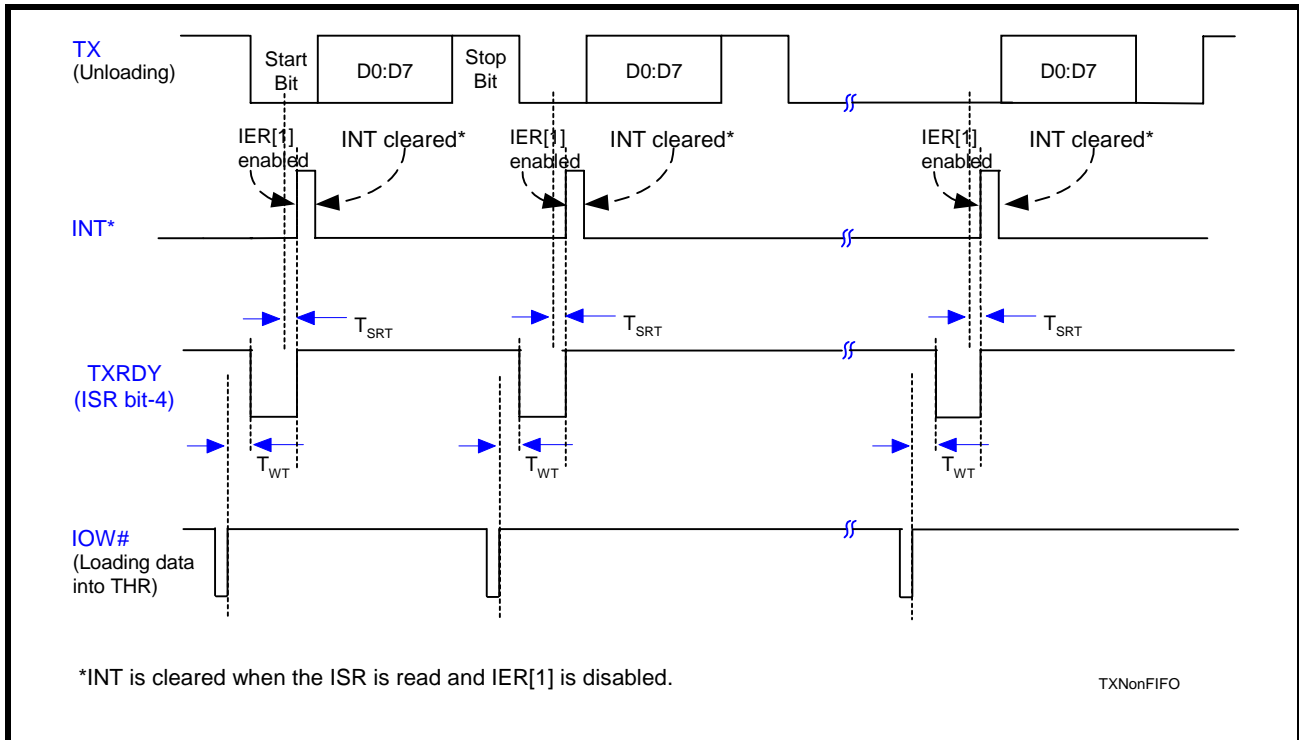 TX
(Unloading)
Start
Bit
D0:D7
Stop
Bit
D0:D7
D0:D7
IER[1]
enabled
INT cleared*
IER[1]
enabled
INT cleared*
IER[1]
enabled
INT cleared*
INT*
TSRT
TSRT
TSRT
TXRDY
(ISR bit-4)
TWT
TWT
TWT
IOW#
(Loading data
into THR)
*INT is cleared when the ISR is read and IER[1] is disabled.
TXNonFIFO